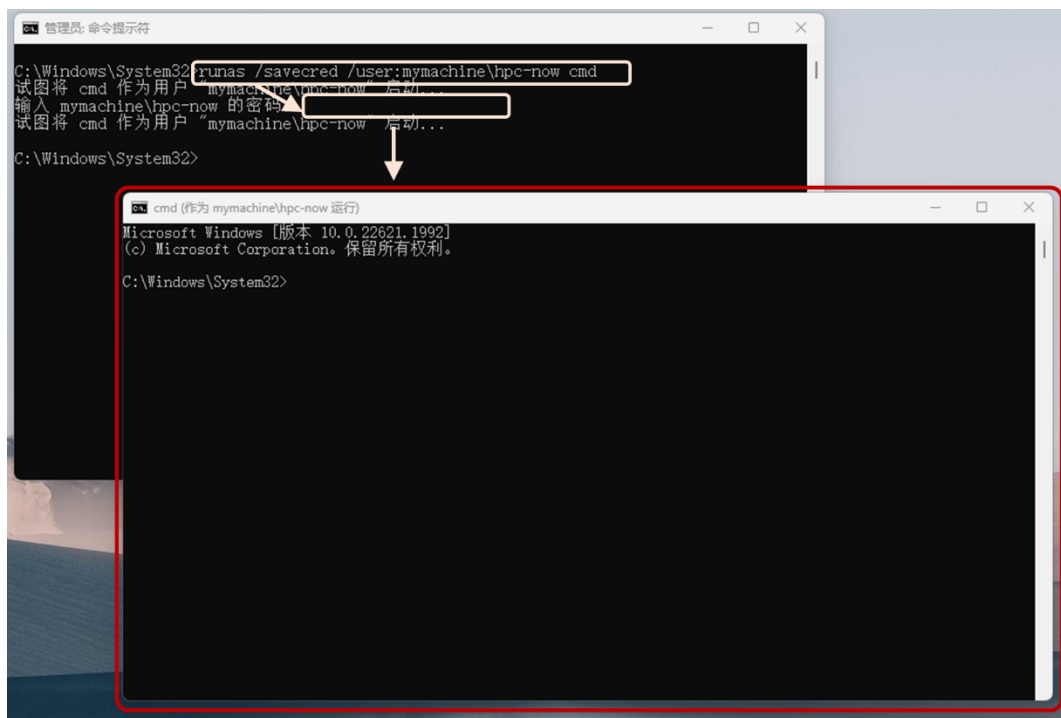 管理员: 命令提示符
C:\Windows\System32>runas /savecred /user:mymachine\hpc-now cmd
试图将 cmd 作为用户 "mymachine\hpc-now" 启动...
输入 mymachine\hpc-now 的密码
试图将 cmd 作为用户 "mymachine\hpc-now" 启动...
C:\Windows\System32>
cmd (作为 mymachine\hpc-now 运行)
Microsoft Windows [版本 10.0.22621.1992]
(c) Microsoft Corporation。保留所有权利。
C:\Windows\System32>